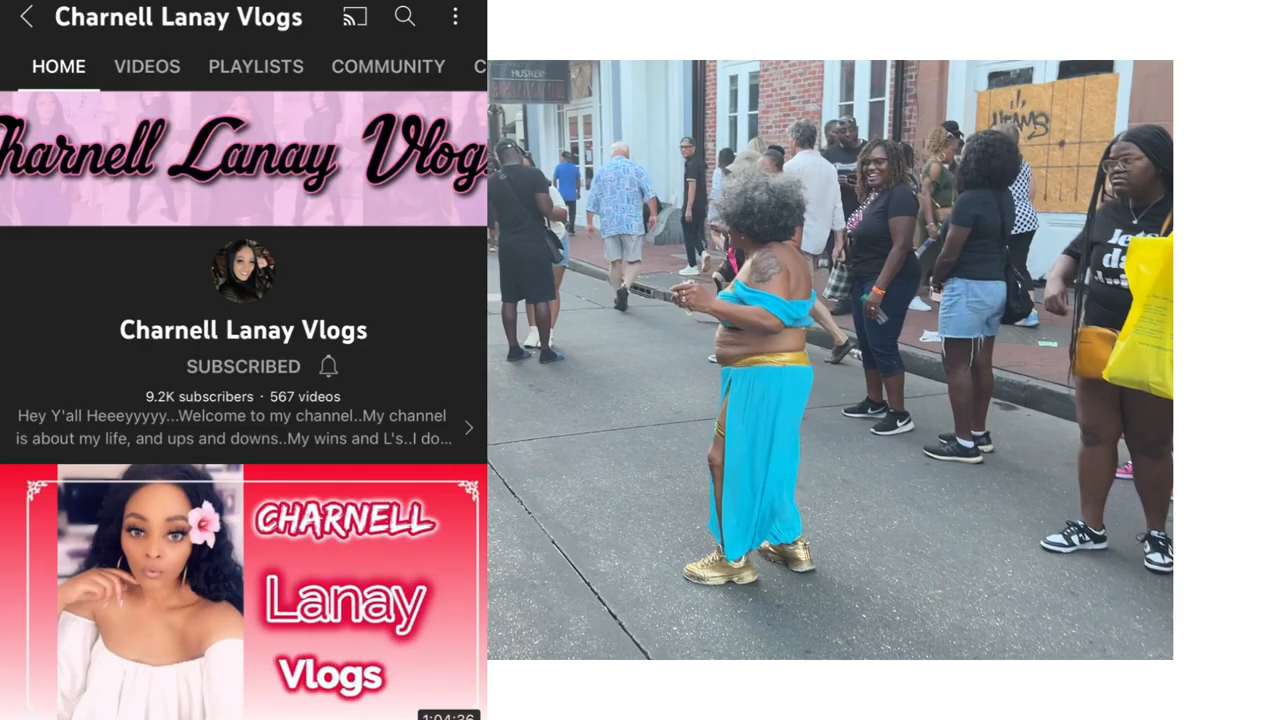 Charnell Lanay Vlogs
HOME VIDEOS PLAYLISTS COMMUNITY C
harnell Lanay Vlogs
Charnell Lanay Vlogs
SUBSCRIBED
9.2K subscribers · 567 videos
Hey Y'all Heeeyyyyy...Welcome to my channel..My channel
is about my life, and ups and downs..My wins and L's..I do...
CHARNELL
Lanay
Vlogs
1:04:36
HUSTLER